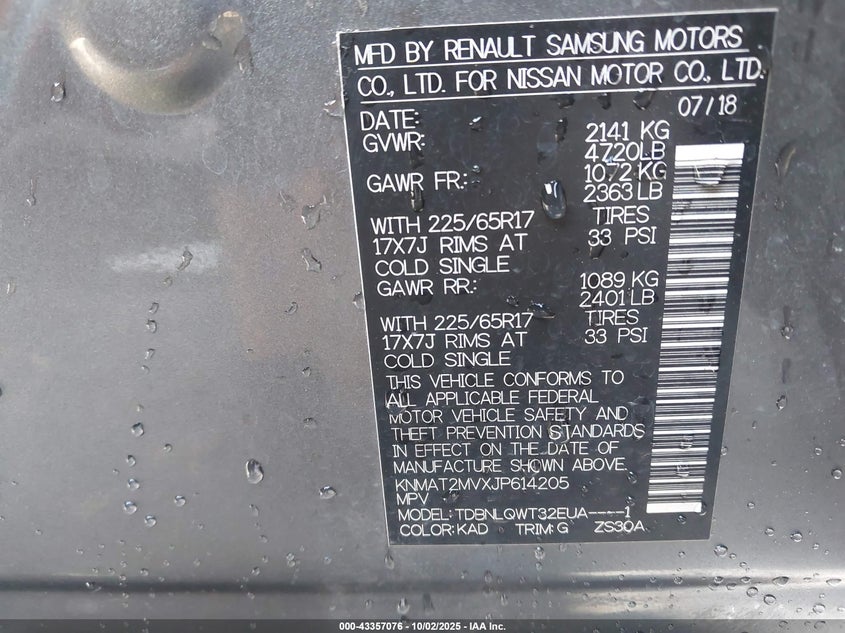 MFD BY RENAULT SAMSUNG MOTORS
CO., LTD. FOR NISSAN MOTOR CO., LTD.
07/18
DATE:
GVWR: 2141 KG
4720LB
GAWR FR: 1072 KG
2363 LB
WITH 225/65R17 TIRES
17X7J RIMS AT 33 PSI
COLD SINGLE
GAWR RR: 1089 KG
2401 LB
WITH 225/65R17 TIRES
17X7J RIMS AT 33 PSI
COLD SINGLE
THIS VEHICLE CONFORMS TO
ALL APPLICABLE FEDERAL
MOTOR VEHICLE SAFETY AND
THEFT PREVENTION STANDARDS
IN EFFECT ON THE DATE OF
MANUFACTURE SHOWN ABOVE.
KNMAT2MVXJP614205
MPV
MODEL: TDBNLQWT32EUA----1
COLOR: KAD TRIM: G ZS30A
000-43357076 - 10/02/2025 - IAA Inc.